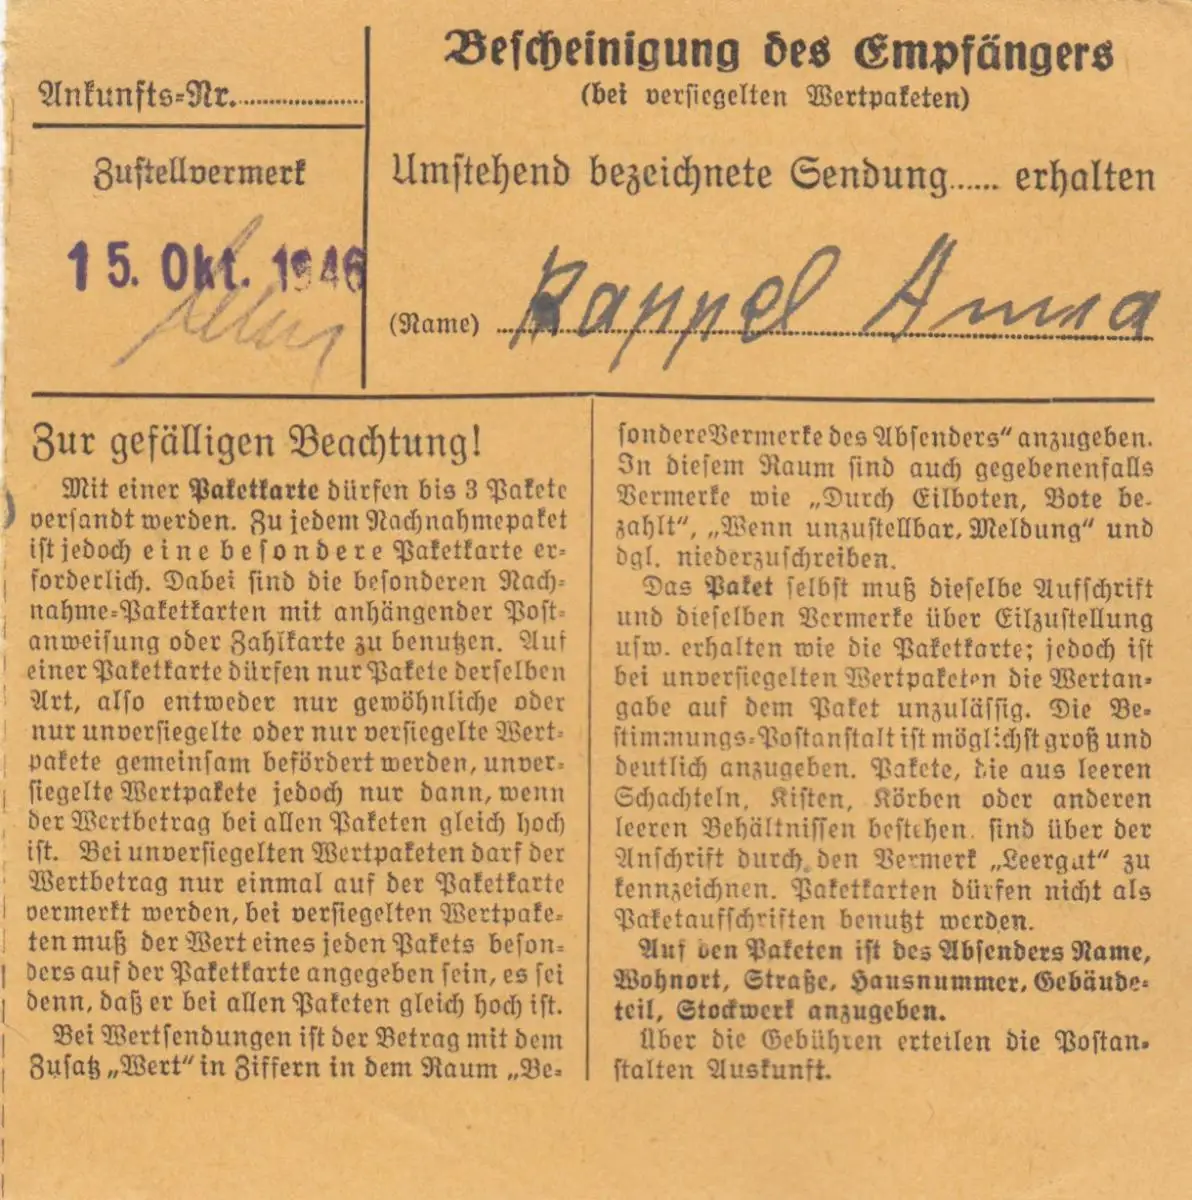 Ankunfts=Nr.
Zustellvermerk
15. Okt. 1946
Bescheinigung des Empfängers
(bei versiegelten Wertpaketen)
Umstehend bezeichnete Sendung...... erhalten
(Name) Kappel Anna
Zur gefälligen Beachtung!
Mit einer Paketkarte dürfen bis 3 Pakete
versandt werden. Zu jedem Nachnahmepaket
ist jedoch eine besondere Paketkarte er=
forderlich. Dabei sind die besonderen Nach=
nahme=Paketkarten mit anhängender Post=
anweisung oder Zahlkarte zu benutzen. Auf
einer Paketkarte dürfen nur Pakete derselben
Art, also entweder nur gewöhnliche oder
nur unversiegelte oder nur versiegelte Wert=
pakete gemeinsam befördert werden, unver=
siegelte Wertpakete jedoch nur dann, wenn
der Wertbetrag bei allen Paketen gleich hoch
ist. Bei unversiegelten Wertpaketen darf der
Wertbetrag nur einmal auf der Paketkarte
vermerkt werden, bei versiegelten Wertpake=
ten muß der Wert eines jeden Pakets beson=
ders auf der Paketkarte angegeben sein, es sei
denn, daß er bei allen Paketen gleich hoch ist.
Bei Wertsendungen ist der Betrag mit dem
Zusatz „Wert“ in Ziffern in dem Raum „Be=
sondere Vermerke des Absenders“ anzugeben.
In diesem Raum sind auch gegebenenfalls
Vermerke wie „Durch Eilboten, Bote be=
zahlt“, „Wenn unzustellbar, Meldung“ und
dgl. niederzuschreiben.
Das Paket selbst muß dieselbe Aufschrift
und dieselben Vermerke über Eilzustellung
usw. erhalten wie die Paketkarte; jedoch ist
bei unversiegelten Wertpaketen die Wertan=
gabe auf dem Paket unzulässig. Die Be=
stimmungs=Postanstalt ist möglichst groß und
deutlich anzugeben. Pakete, die aus leeren
Schachteln, Kisten, Körben oder anderen
leeren Behältnissen bestehen, sind über der
Anschrift durch den Vermerk „Leergut“ zu
kennzeichnen. Paketkarten dürfen nicht als
Paketaufschriften benutzt werden.
Auf den Paketen ist des Absenders Name,
Wohnort, Straße, Hausnummer, Gebäude=
teil, Stockwerk anzugeben.
Über die Gebühren erteilen die Postan=
stalten Auskunft.